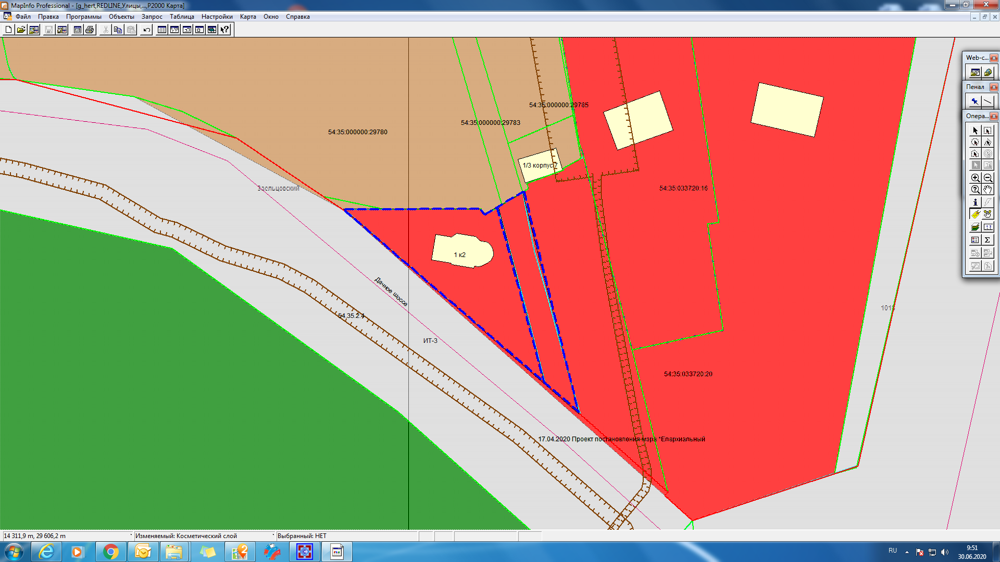 MapInfo Professional - [g_hert,REDLINE,Улицы,...,P2000 Карта]
Файл Правка Программы Объекты Запрос Таблица Настройки Карта Окно Справка
Web-с...
Пенал
Опера...
54:35:000000:29785
54:35:000000:29783
54:35:000000:29780
1/3 корпус 7
Заельцовский
54:35:033720:15
1 к2
Дачное шоссе
54.35.2.4
ИТ-3
54:35:033720:20
17.04.2020 Проект постановления мэра "Епархиальный
14 311,9 m, 29 606,2 m
Изменяемый: Косметический слой
Выбранный: НЕТ
RU
9:51
30.06.2020